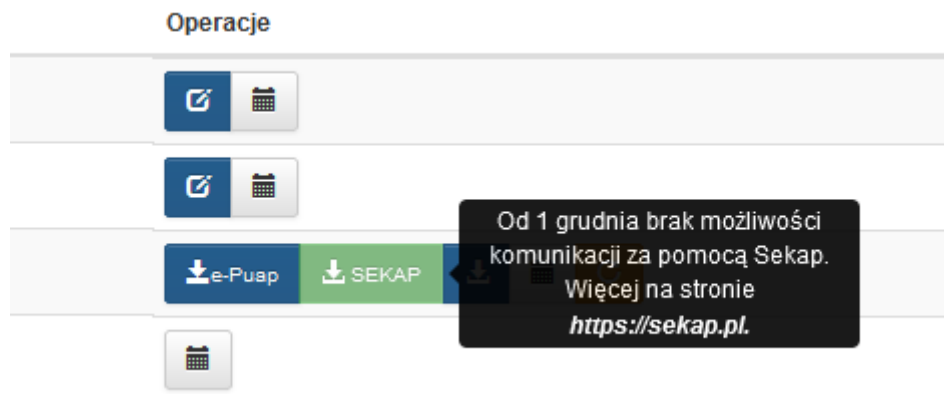 Operacje
e-Puap
SEKAP
Od 1 grudnia brak możliwości
komunikacji za pomocą Sekap.
Więcej na stronie
https://sekap.pl.